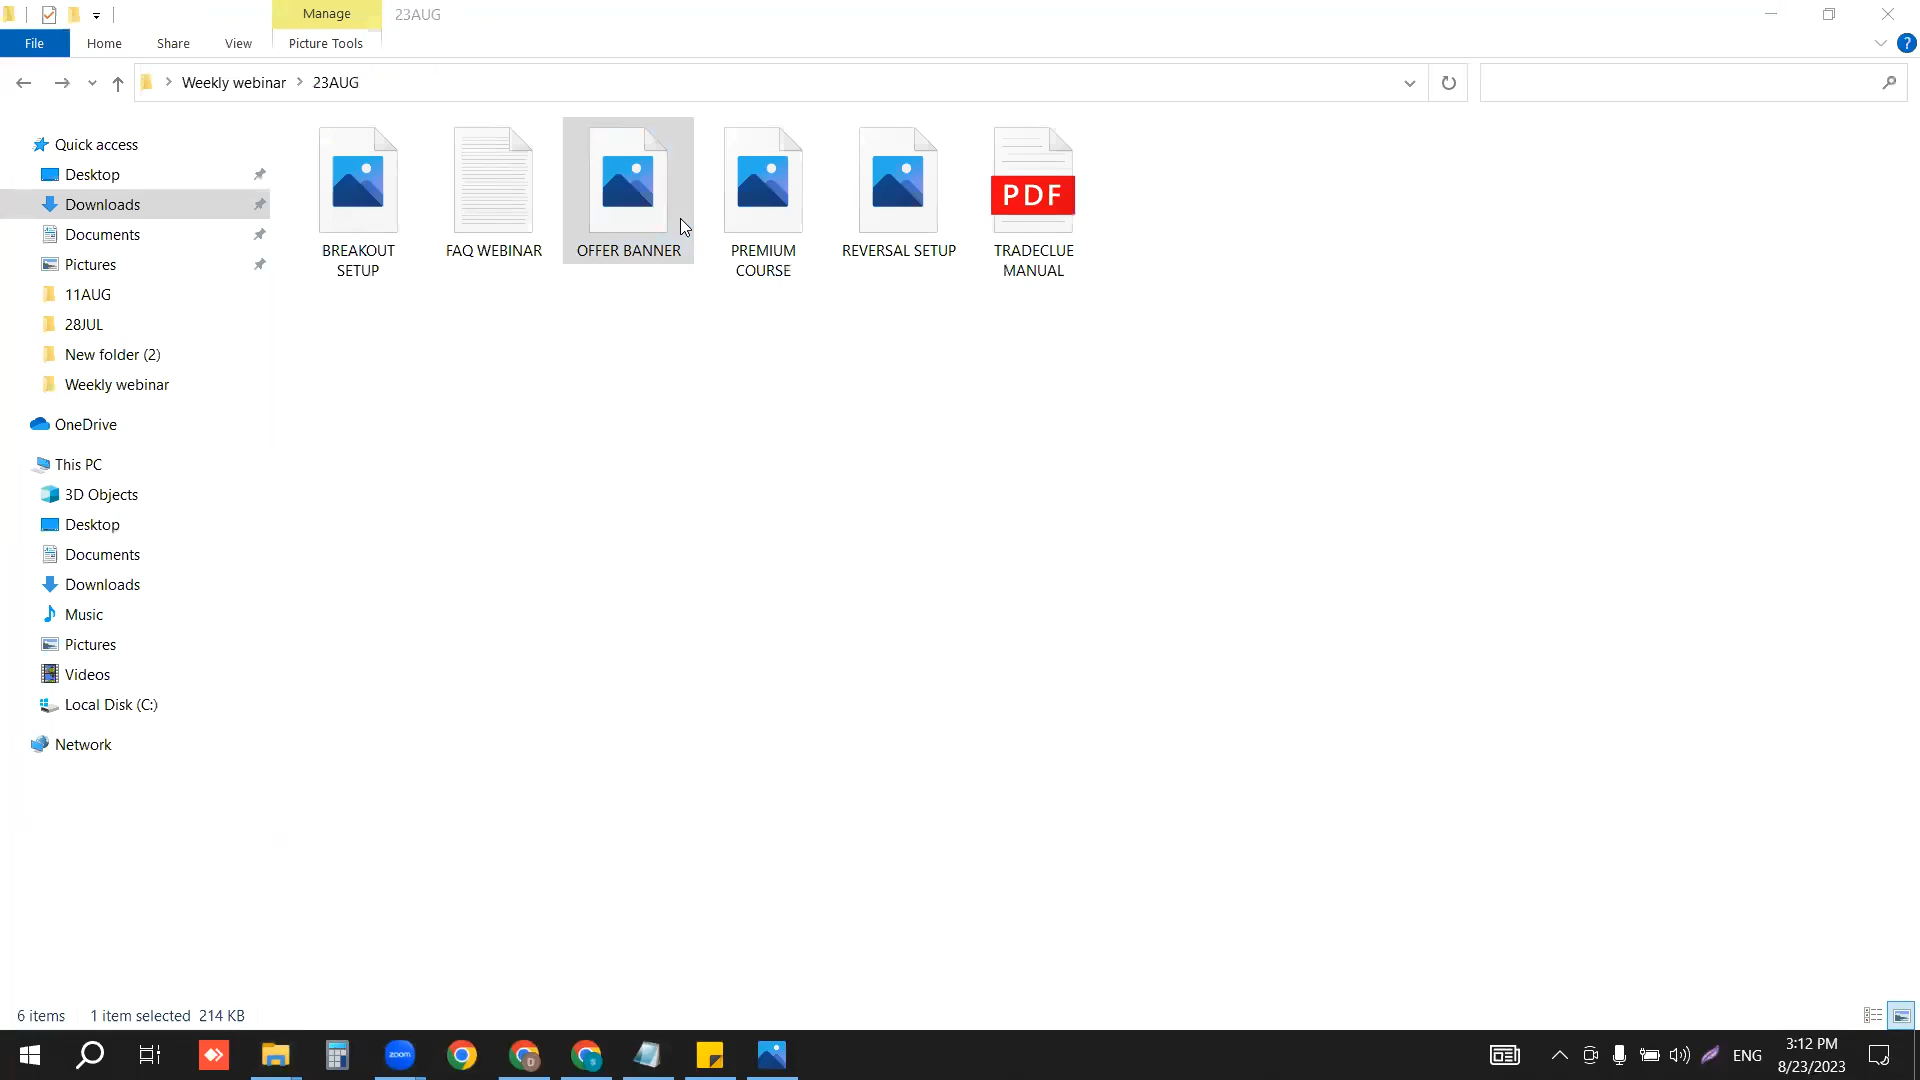 Manage
23AUG
File
Home
Share
View
Picture Tools
?
Weekly webinar
23AUG
Quick access
Desktop
Downloads
Documents
Pictures
11AUG
28JUL
New folder (2)
Weekly webinar
OneDrive
This PC
3D Objects
Desktop
Documents
Downloads
Music
Pictures
Videos
Local Disk (C:)
Network
BREAKOUT
SETUP
FAQ WEBINAR
OFFER BANNER
PREMIUM
COURSE
REVERSAL SETUP
PDF
TRADECLUE
MANUAL
6 items
1 item selected 214 KB
zoom
D
S
ENG
3:12 PM
8/23/2023